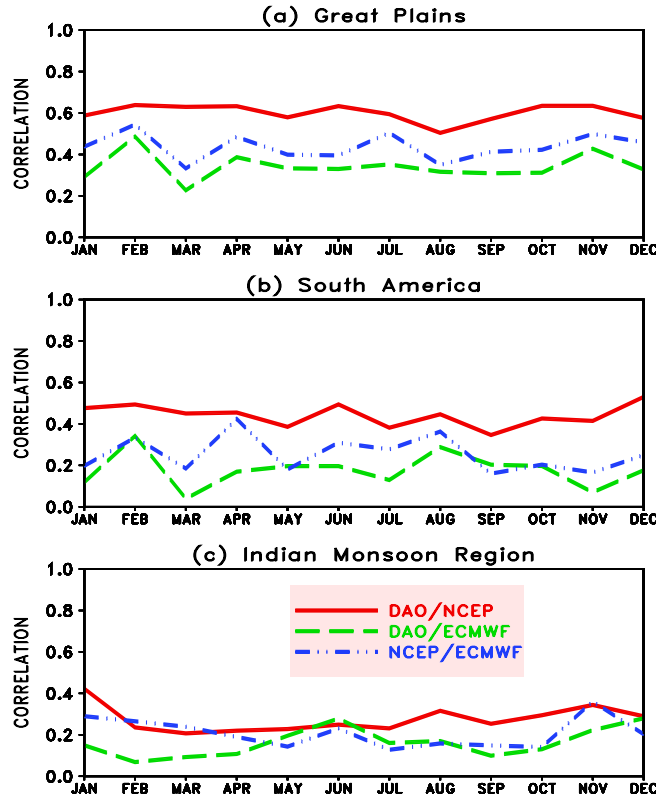 (a) Great Plains
1.0
0.8
0.6
0.4
0.2
0.0
CORRELATION
JAN FEB MAR APR MAY JUN JUL AUG SEP OCT NOV DEC
(b) South America
1.0
0.8
0.6
0.4
0.2
0.0
CORRELATION
JAN FEB MAR APR MAY JUN JUL AUG SEP OCT NOV DEC
(c) Indian Monsoon Region
1.0
0.8
0.6
0.4
0.2
0.0
CORRELATION
DAO/NCEP
DAO/ECMWF
NCEP/ECMWF
JAN FEB MAR APR MAY JUN JUL AUG SEP OCT NOV DEC